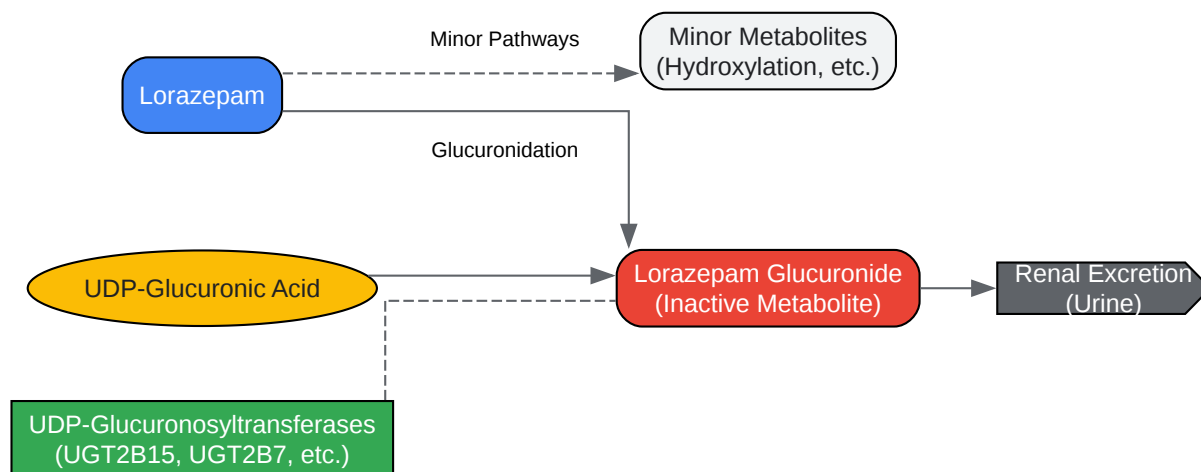 Minor Pathways
Minor Metabolites
(Hydroxylation, etc.)
Lorazepam
Glucuronidation
UDP-Glucuronic Acid
Lorazepam Glucuronide
(Inactive Metabolite)
Renal Excretion
(Urine)
UDP-Glucuronosyltransferases
(UGT2B15, UGT2B7, etc.)